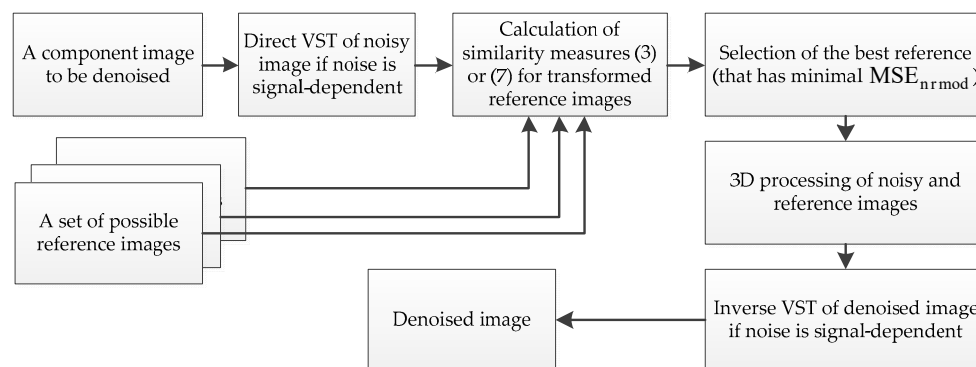 A component image
to be denoised
Direct VST of noisy
image if noise is
signal-dependent
Calculation of
similarity measures (3)
or (7) for transformed
reference images
Selection of the best reference
(that has minimal MSE_nrmod)
3D processing of noisy and
reference images
A set of possible
reference images
Inverse VST of denoised image
if noise is signal-dependent
Denoised image